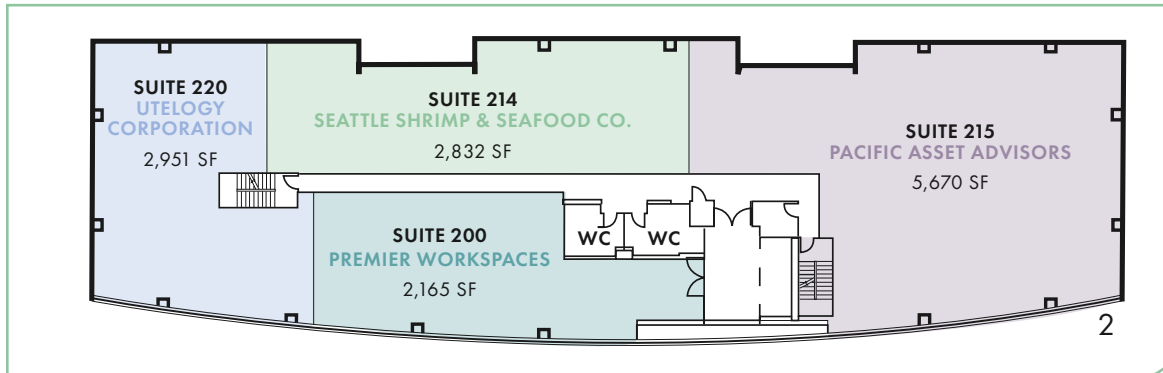 SUITE 220
UTELOGY
CORPORATION
2,951 SF
SUITE 214
SEATTLE SHRIMP & SEAFOOD CO.
2,832 SF
SUITE 215
PACIFIC ASSET ADVISORS
5,670 SF
SUITE 200
PREMIER WORKSPACES
2,165 SF
WC
WC
2